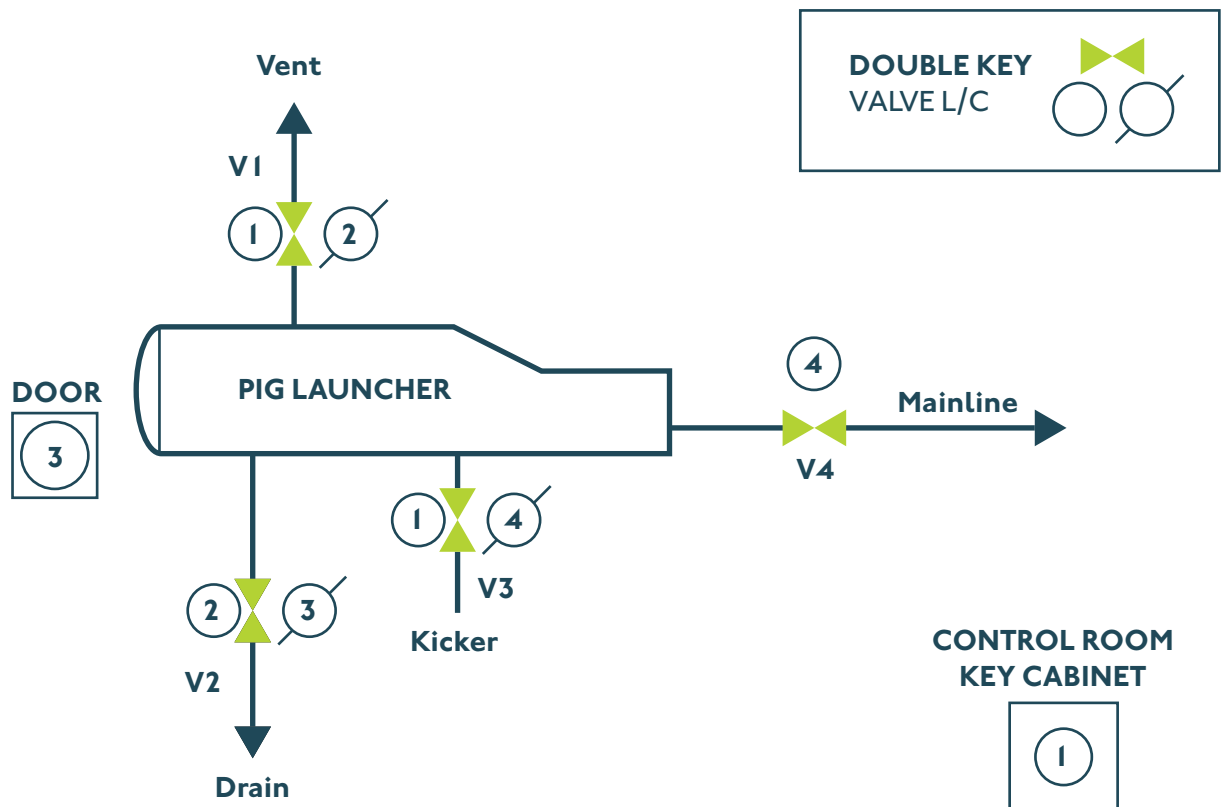 Vent
DOUBLE KEY
VALVE L/C
V1
1
2
DOOR
3
PIG LAUNCHER
4
Mainline
V4
1
4
V3
Kicker
2
3
V2
Drain
CONTROL ROOM
KEY CABINET
1